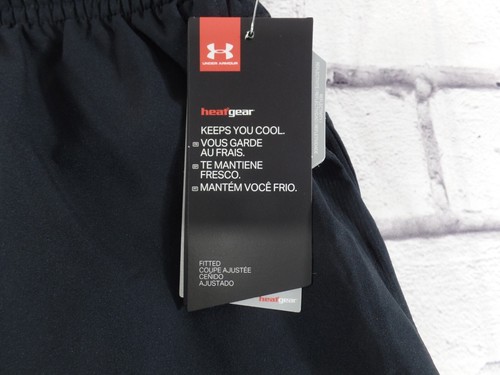 UNDER ARMOUR
heatgear
KEEPS YOU COOL.
VOUS GARDE
AU FRAIS.
TE MANTIENE
FRESCO.
MANTÉM VOCÊ FRIO.
FITTED
COUPE AJUSTÉE
CEÑIDO
AJUSTADO
heatgear